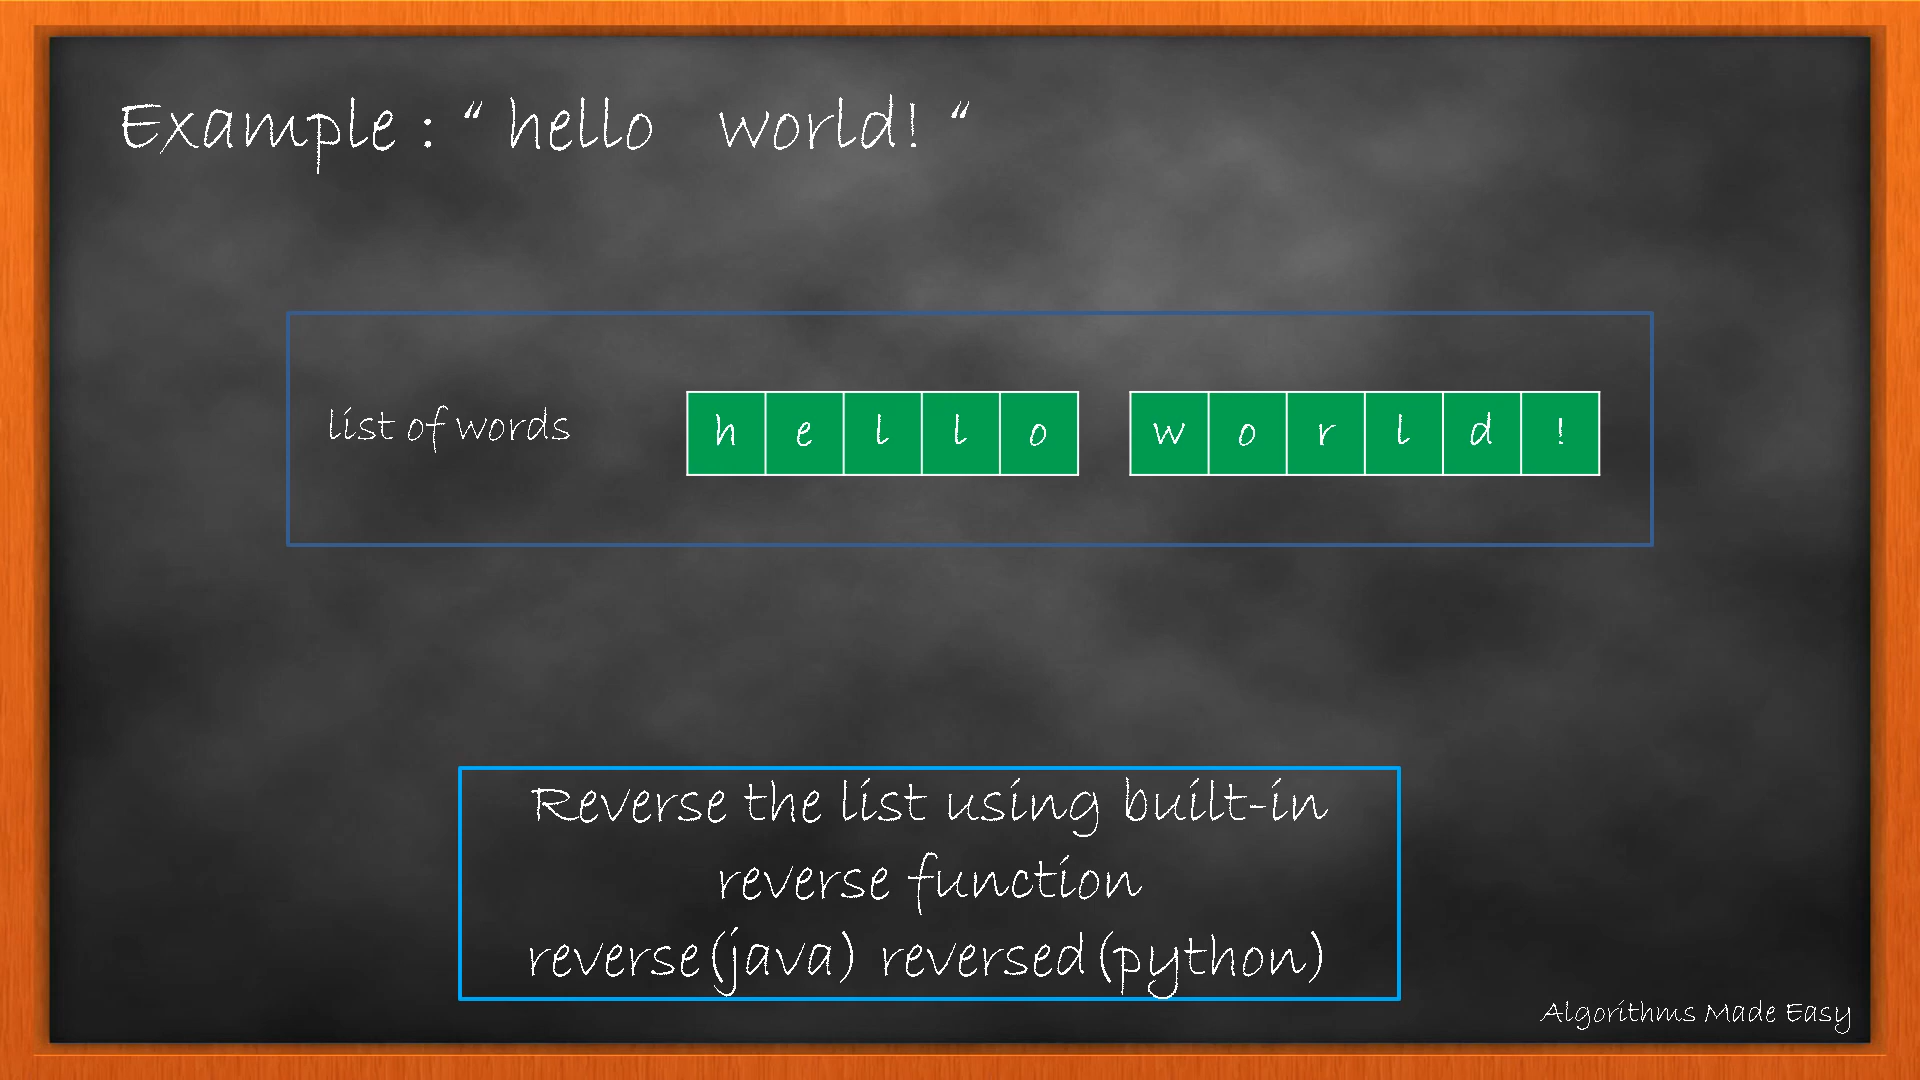 Example : “ hello   world! “
list of words h e l l o w o r l d !
Reverse the list using built-in
reverse function
reverse(java) reversed(python)
Algorithms Made Easy